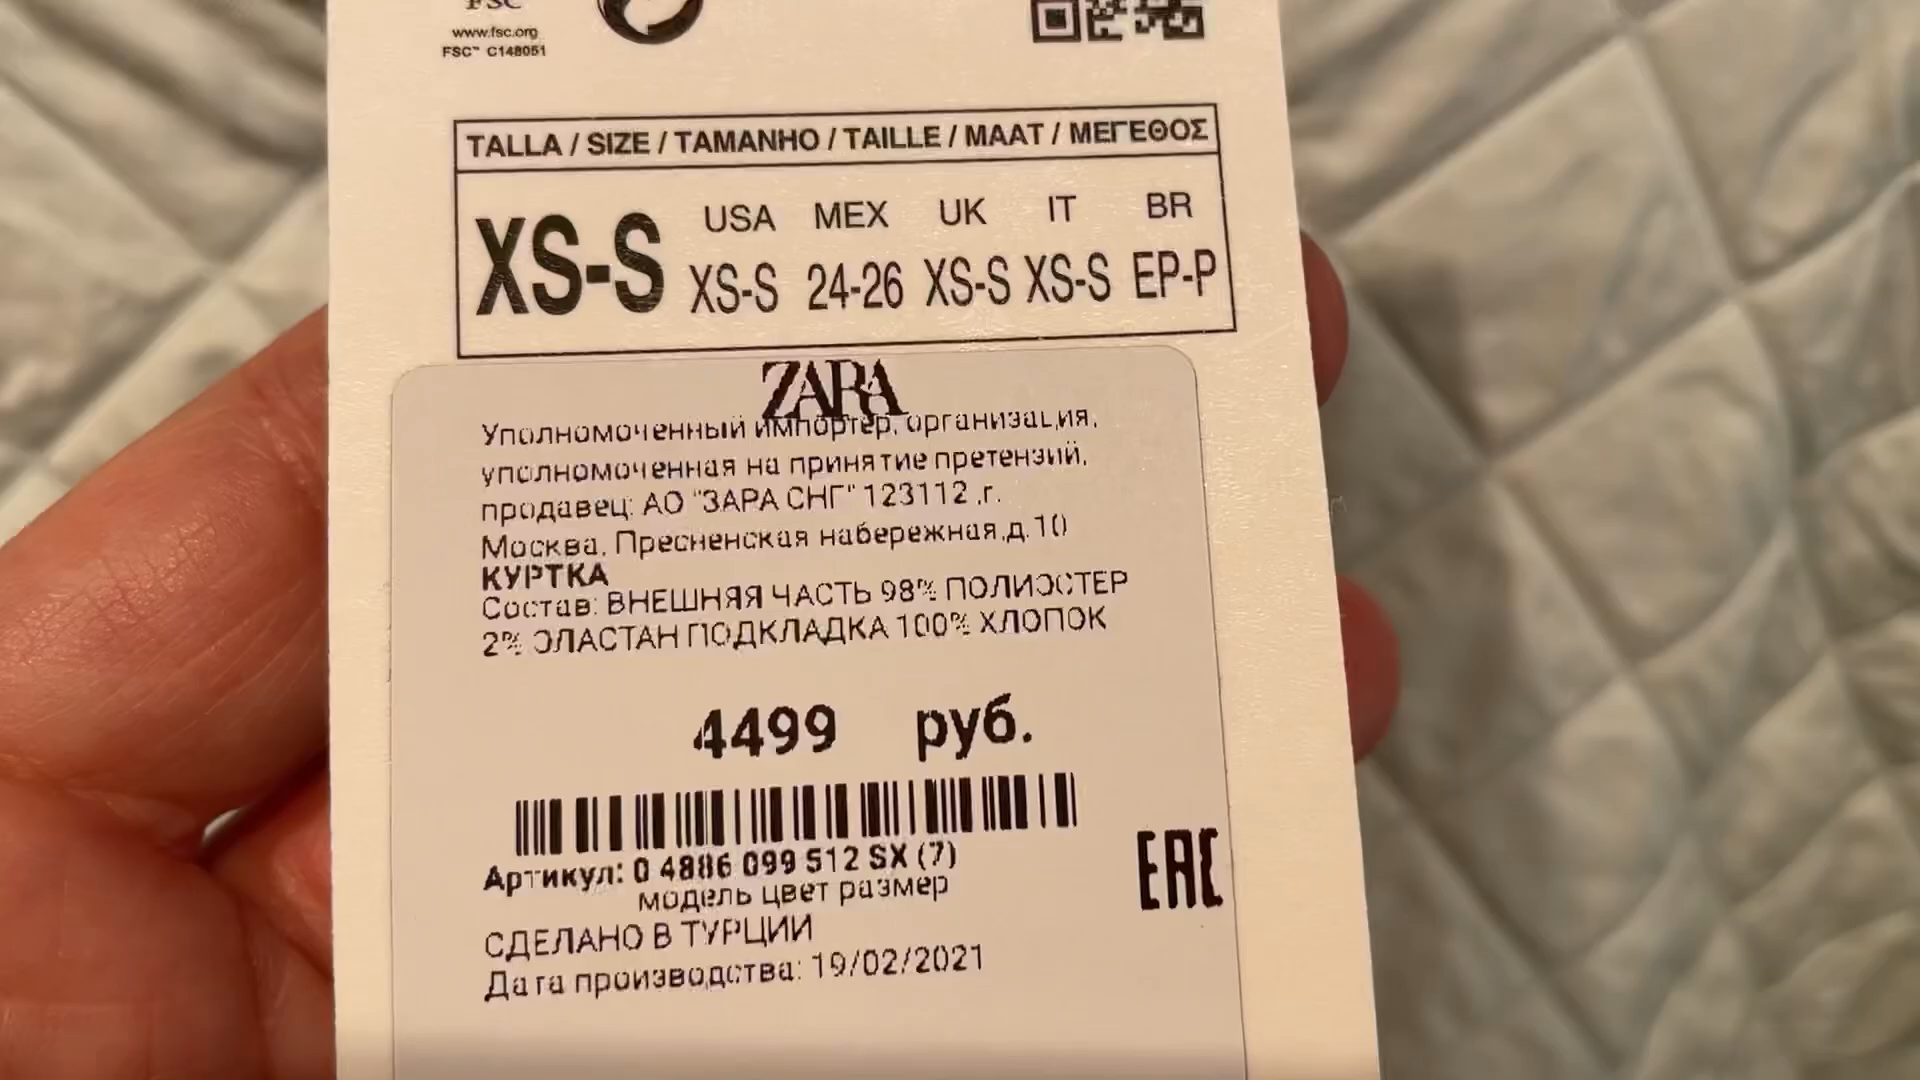 FSC
www.fsc.org
FSC™ C148051
TALLA / SIZE / TAMANHO / TAILLE / MAAT / ΜΕΓΕΘΟΣ
XS-S
USA MEX UK IT BR
XS-S 24-26 XS-S XS-S EP-P
ZARA
Уполномоченный импортер, организация,
уполномоченная на принятие претензий,
продавец: АО "ЗАРА СНГ" 123112 ,г.
Москва, Пресненская набережная,д.10
КУРТКА
Состав: ВНЕШНЯЯ ЧАСТЬ 98% ПОЛИЭСТЕР
2% ЭЛАСТАН ПОДКЛАДКА 100% ХЛОПОК
4499 руб.
Артикул: 0 4886 099 512 SX (7)
модель цвет размер
EAC
СДЕЛАНО В ТУРЦИИ
Дата производства: 19/02/2021